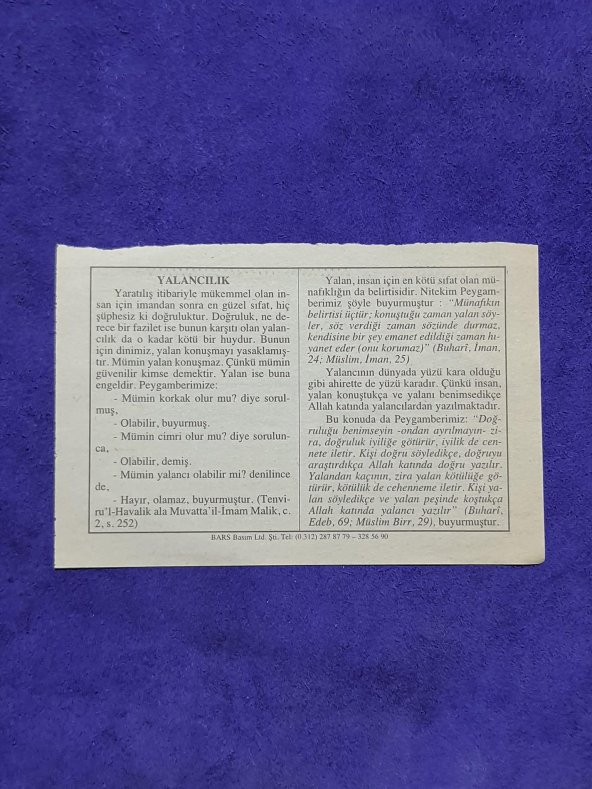 YALANCILIK
Yaratılış itibariyle mükemmel olan in-
san için imandan sonra en güzel sıfat, hiç
şüphesiz ki doğruluktur. Doğruluk, ne de-
rece bir fazilet ise bunun karşıtı olan yalan-
cılık da o kadar kötü bir huydur. Bunun
için dinimiz, yalan konuşmayı yasaklamış-
tır. Mümin yalan konuşmaz. Çünkü mümin
güvenilir kimse demektir. Yalan ise buna
engeldir. Peygamberimize:
- Mümin korkak olur mu? diye sorul-
muş,
- Olabilir, buyurmuş.
- Mümin cimri olur mu? diye sorulun-
ca,
- Olabilir, demiş.
- Mümin yalancı olabilir mi? denilince
de,
- Hayır, olamaz, buyurmuştur. (Tenvi-
ru'l-Havalik ala Muvatta'il-İmam Malik, c.
2, s. 252)
Yalan, insan için en kötü sıfat olan mü-
nafıklığın da belirtisidir. Nitekim Peygam-
berimiz şöyle buyurmuştur : "Münafıkın
belirtisi üçtür; konuştuğu zaman yalan söy-
ler, söz verdiği zaman sözünde durmaz,
kendisine bir şey emanet edildiği zaman hı-
yanet eder (onu korumaz)" (Buharî, İman,
24; Müslim, İman, 25)
Yalancının dünyada yüzü kara olduğu
gibi ahirette de yüzü karadır. Çünkü insan,
yalan konuştukça ve yalanı benimsedikçe
Allah katında yalancılardan yazılmaktadır.
Bu konuda da Peygamberimiz: "Doğ-
ruluğu benimseyin -ondan ayrılmayın- zi-
ra, doğruluk iyiliğe götürür, iyilik de cen-
nete iletir. Kişi doğru söyledikçe, doğruyu
araştırdıkça Allah katında doğru yazılır.
Yalandan kaçının, zira yalan kötülüğe gö-
türür, kötülük de cehenneme iletir. Kişi ya-
lan söyledikçe ve yalan peşinde koştukça
Allah katında yalancı yazılır" (Buharî,
Edeb, 69; Müslim Birr, 29), buyurmuştur.
BARS Basım Ltd. Şti. Tel: (0.312) 287 87 79 – 328 56 90